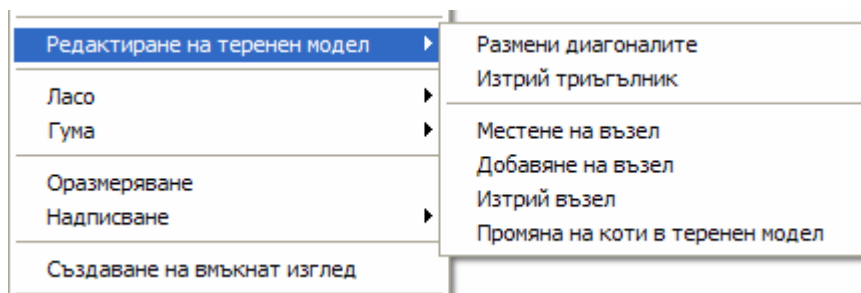 Редактиране на теренен модел
Ласо
Гума
Оразмеряване
Надписване
Създаване на вмъкнат изглед
Размени диагоналите
Изтрий триъгълник
Местене на възел
Добавяне на възел
Изтрий възел
Промяна на коти в теренен модел